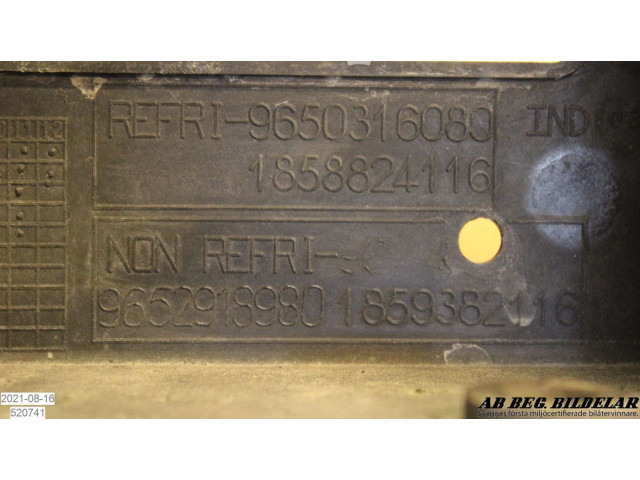 REFRI-9650316080
1858824116
IND
NON REFRI-
9652918980 1859382116
2021-08-16
520741
AB BEG. BILDELAR
Sveriges första miljöcertifierade bilåtervinnare.